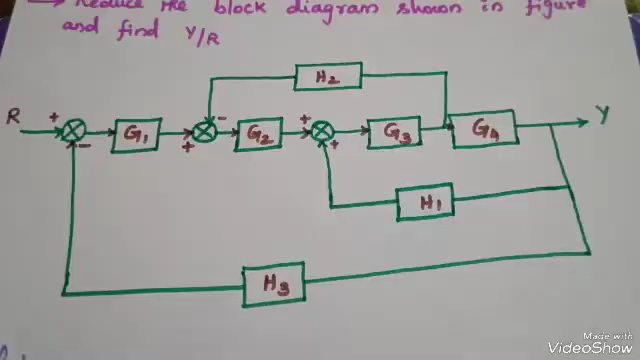 → Reduce the block diagram shown in figure
and find Y/R
H2
R + G1 - + G2 + + G3 G4 Y
-
H1
H3
Made with
VideoShow